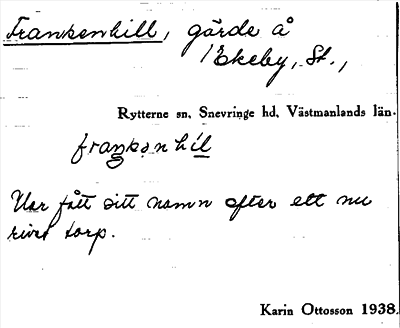 Frankenhill, gärde å
Ekeby, St.,
Rytterne sn, Snevringe hd, Västmanlands län.
Har fått sitt namn efter ett nu
rivet torp.
Karin Ottosson 1938.